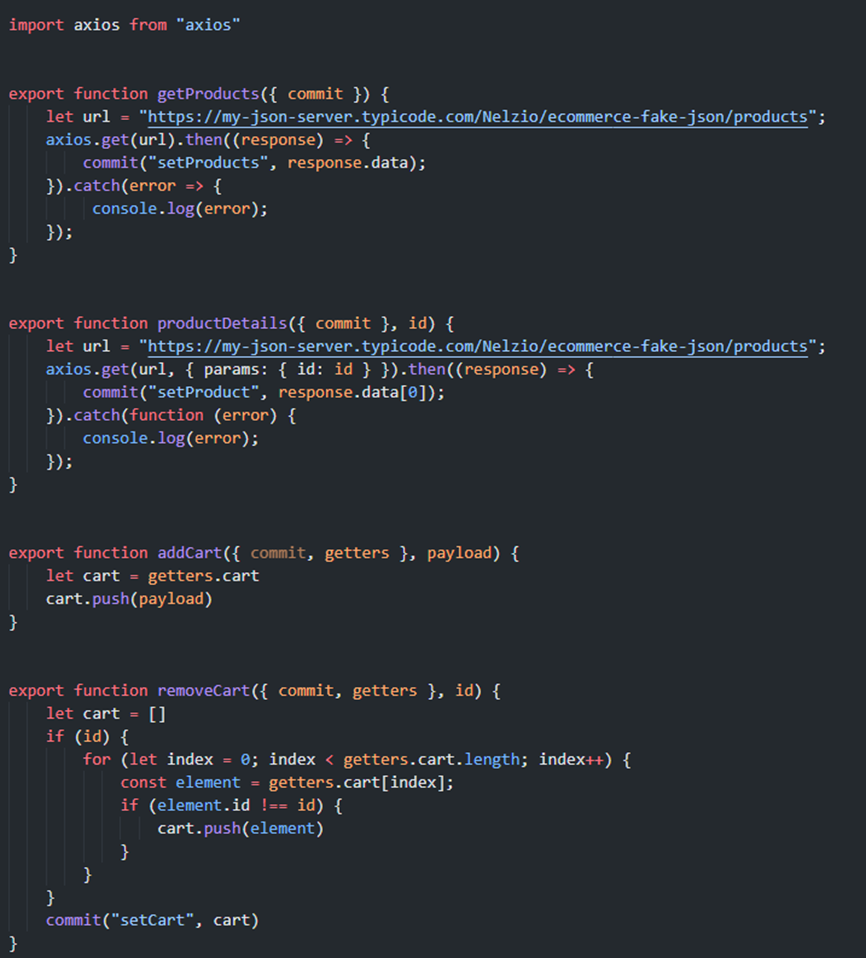 import axios from "axios"
export function getProducts({ commit }) {
let url = "https://my-json-server.typicode.com/Nelzio/ecommerce-fake-json/products";
axios.get(url).then((response) => {
commit("setProducts", response.data);
}).catch(error => {
console.log(error);
});
}
export function productDetails({ commit }, id) {
let url = "https://my-json-server.typicode.com/Nelzio/ecommerce-fake-json/products";
axios.get(url, { params: { id: id } }).then((response) => {
commit("setProduct", response.data[0]);
}).catch(function (error) {
console.log(error);
});
}
export function addCart({ commit, getters }, payload) {
let cart = getters.cart
cart.push(payload)
}
export function removeCart({ commit, getters }, id) {
let cart = []
if (id) {
for (let index = 0; index < getters.cart.length; index++) {
const element = getters.cart[index];
if (element.id !== id) {
cart.push(element)
}
}
}
commit("setCart", cart)
}